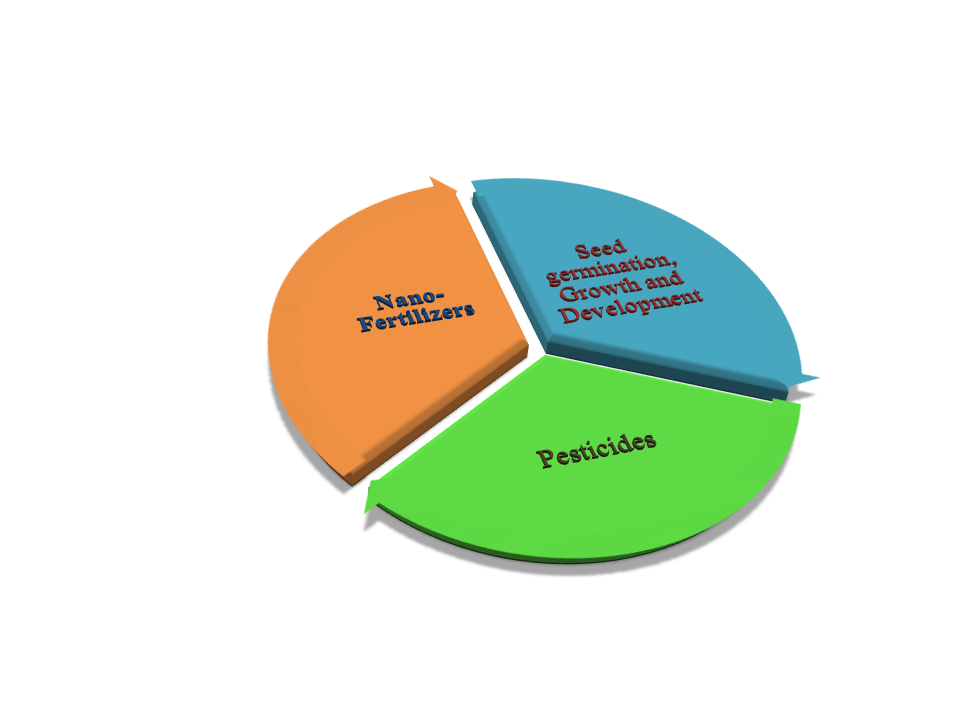 Seed
germination,
Growth and
Development
Nano-
Fertilizers
Pesticides